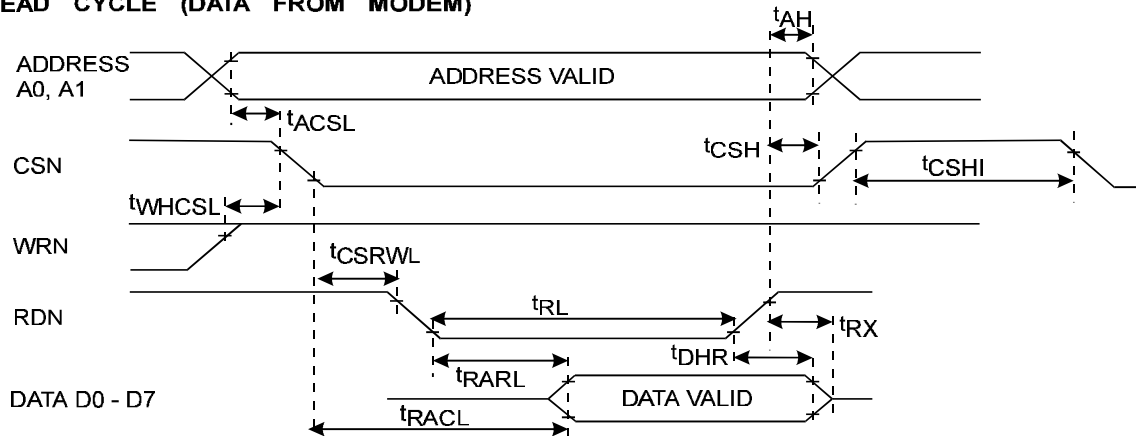 EAD CYCLE (DATA FROM MODEM)
tAH
ADDRESS
A0, A1
ADDRESS VALID
tACSL
CSN
tCSH
tCSHI
tWHCSL
WRN
tCSRWL
RDN
tRL
tRX
tDHR
tRARL
DATA D0 - D7
DATA VALID
tRACL